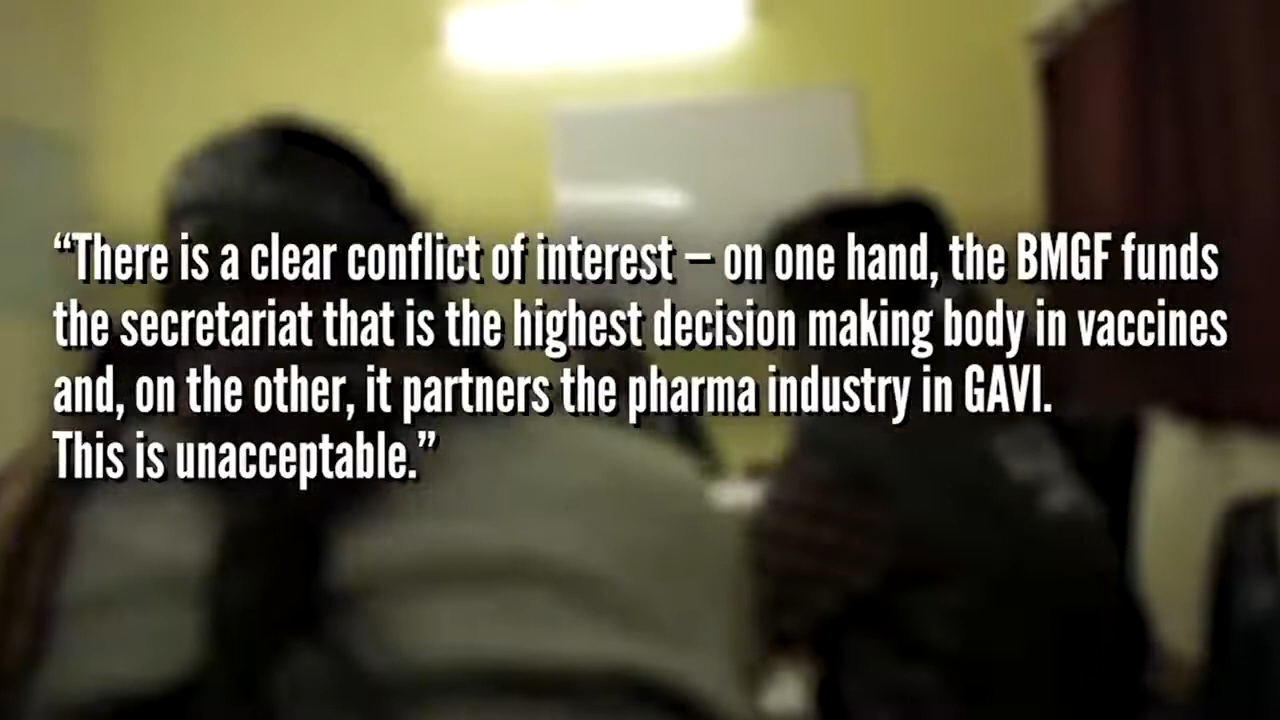 “There is a clear conflict of interest – on one hand, the BMGF funds
the secretariat that is the highest decision making body in vaccines
and, on the other, it partners the pharma industry in GAVI.
This is unacceptable.”